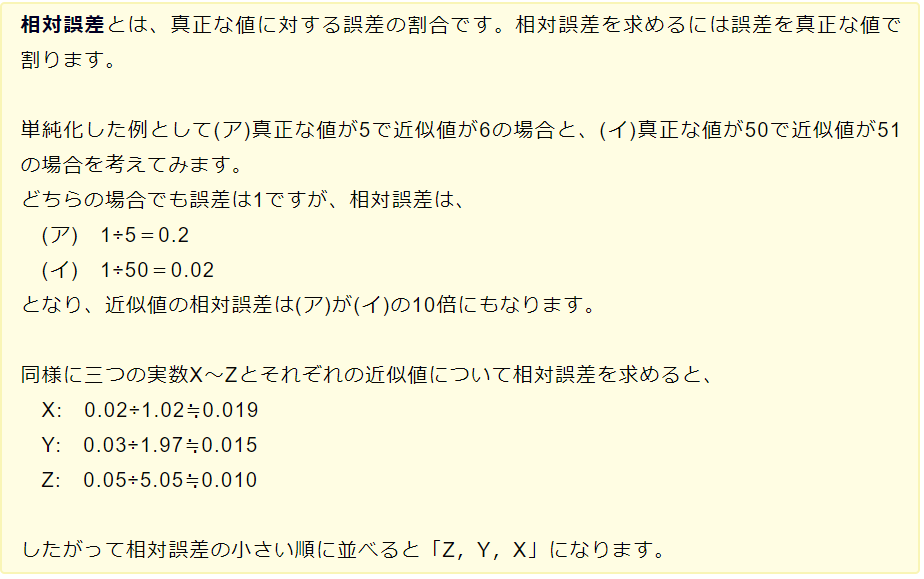 相対誤差とは、真正な値に対する誤差の割合です。相対誤差を求めるには誤差を真正な値で
割ります。
単純化した例として(ア)真正な値が5で近似値が6の場合と、(イ)真正な値が50で近似値が51
の場合を考えてみます。
どちらの場合でも誤差は1ですが、相対誤差は、
(ア) 1÷5＝0.2
(イ) 1÷50＝0.02
となり、近似値の相対誤差は(ア)が(イ)の10倍にもなります。
同様に三つの実数X～Zとそれぞれの近似値について相対誤差を求めると、
X: 0.02÷1.02≒0.019
Y: 0.03÷1.97≒0.015
Z: 0.05÷5.05≒0.010
したがって相対誤差の小さい順に並べると「Z，Y，X」になります。